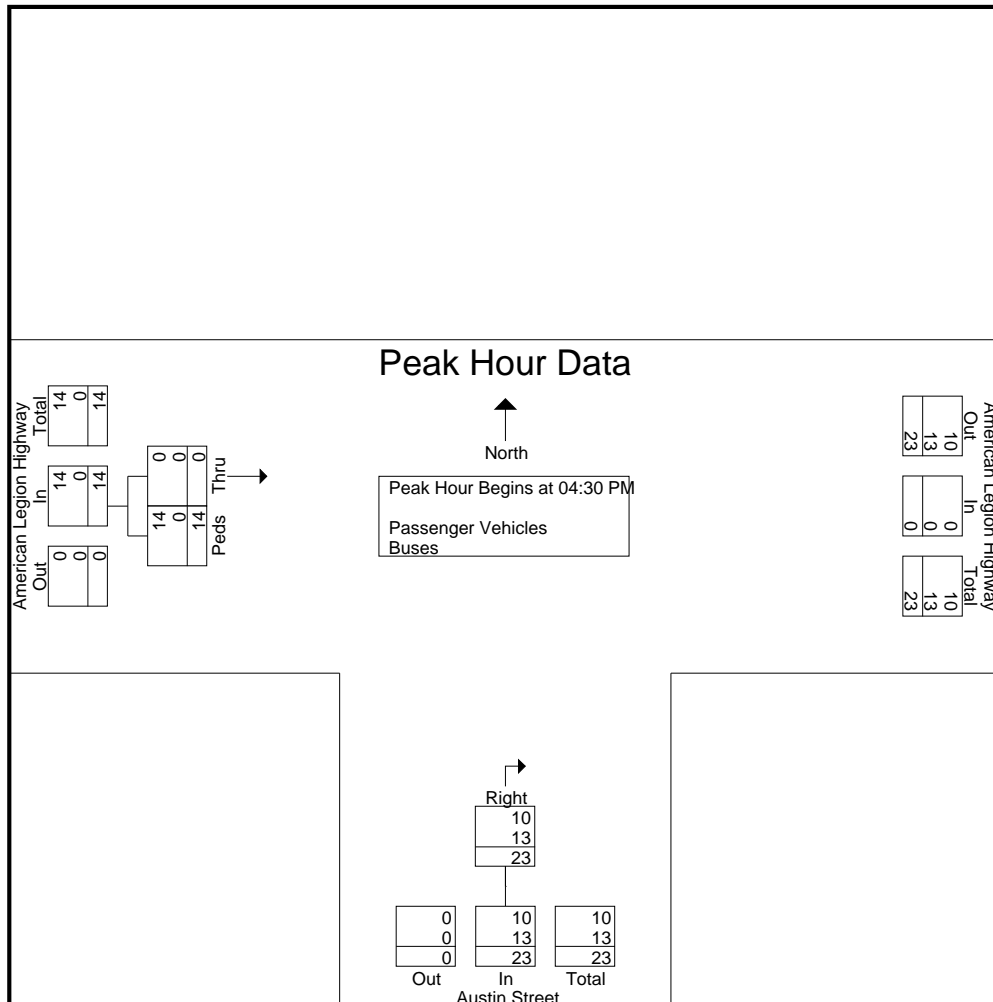 Peak Hour Data
North
Peak Hour Begins at 04:30 PM
Passenger Vehicles
Buses
American Legion Highway
Out
In
Total
0
0
0
14
0
14
14
0
14
Thru
0
0
0
Peds
14
0
14
American Legion Highway
Out
In
Total
10
13
23
0
0
0
10
13
23
Right
10
13
23
0
0
0
10
13
23
10
13
23
Out
In
Total
Austin Street